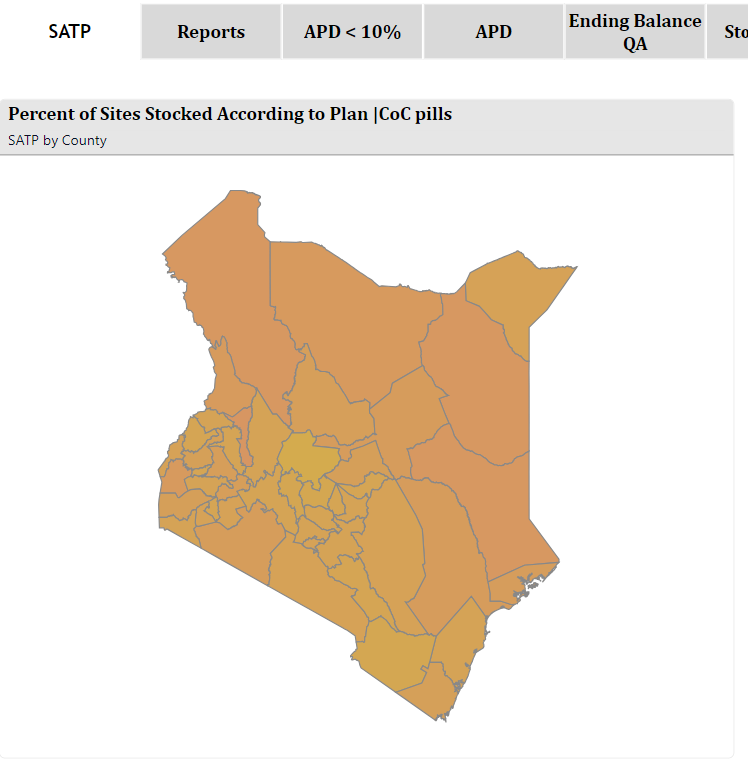 SATP
Reports
APD < 10%
APD
Ending Balance
QA
Sto
Percent of Sites Stocked According to Plan |CoC pills
SATP by County